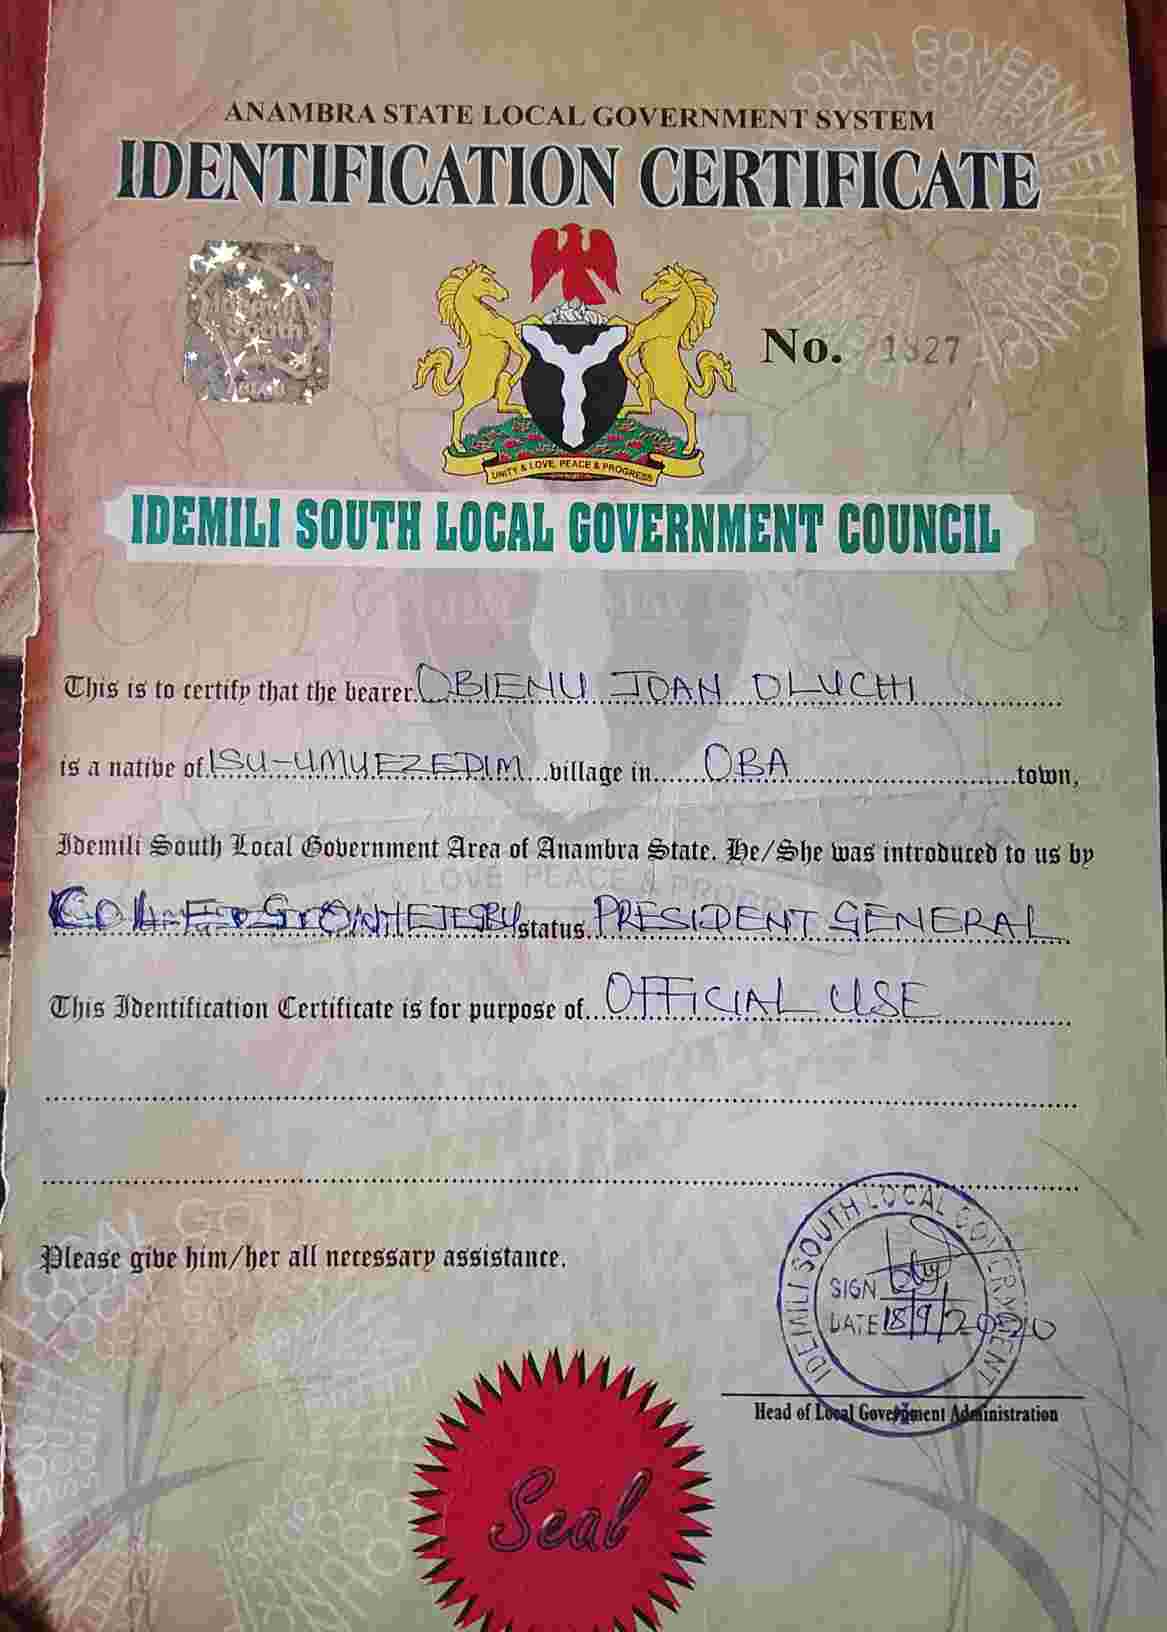 ANAMBRA STATE LOCAL GOVERNMENT SYSTEM
IDENTIFICATION CERTIFICATE
South
No. 1327
UNITY & LOVE, PEACE & PROGRESS
IDEMILI SOUTH LOCAL GOVERNMENT COUNCIL
This is to certify that the bearer OBIENU JOAN OLUCHI
is a native of ISU-UMUEZEDIM village in OBA town,
Idemili South Local Government Area of Anambra State. He/She was introduced to us by
status PRESIDENT GENERAL
This Identification Certificate is for purpose of OFFICIAL USE
Please give him/her all necessary assistance.
IDEMILI SOUTH LOCAL GOVERNMENT
SIGN
DATE 18/9/2020
Head of Local Government Administration
Seal